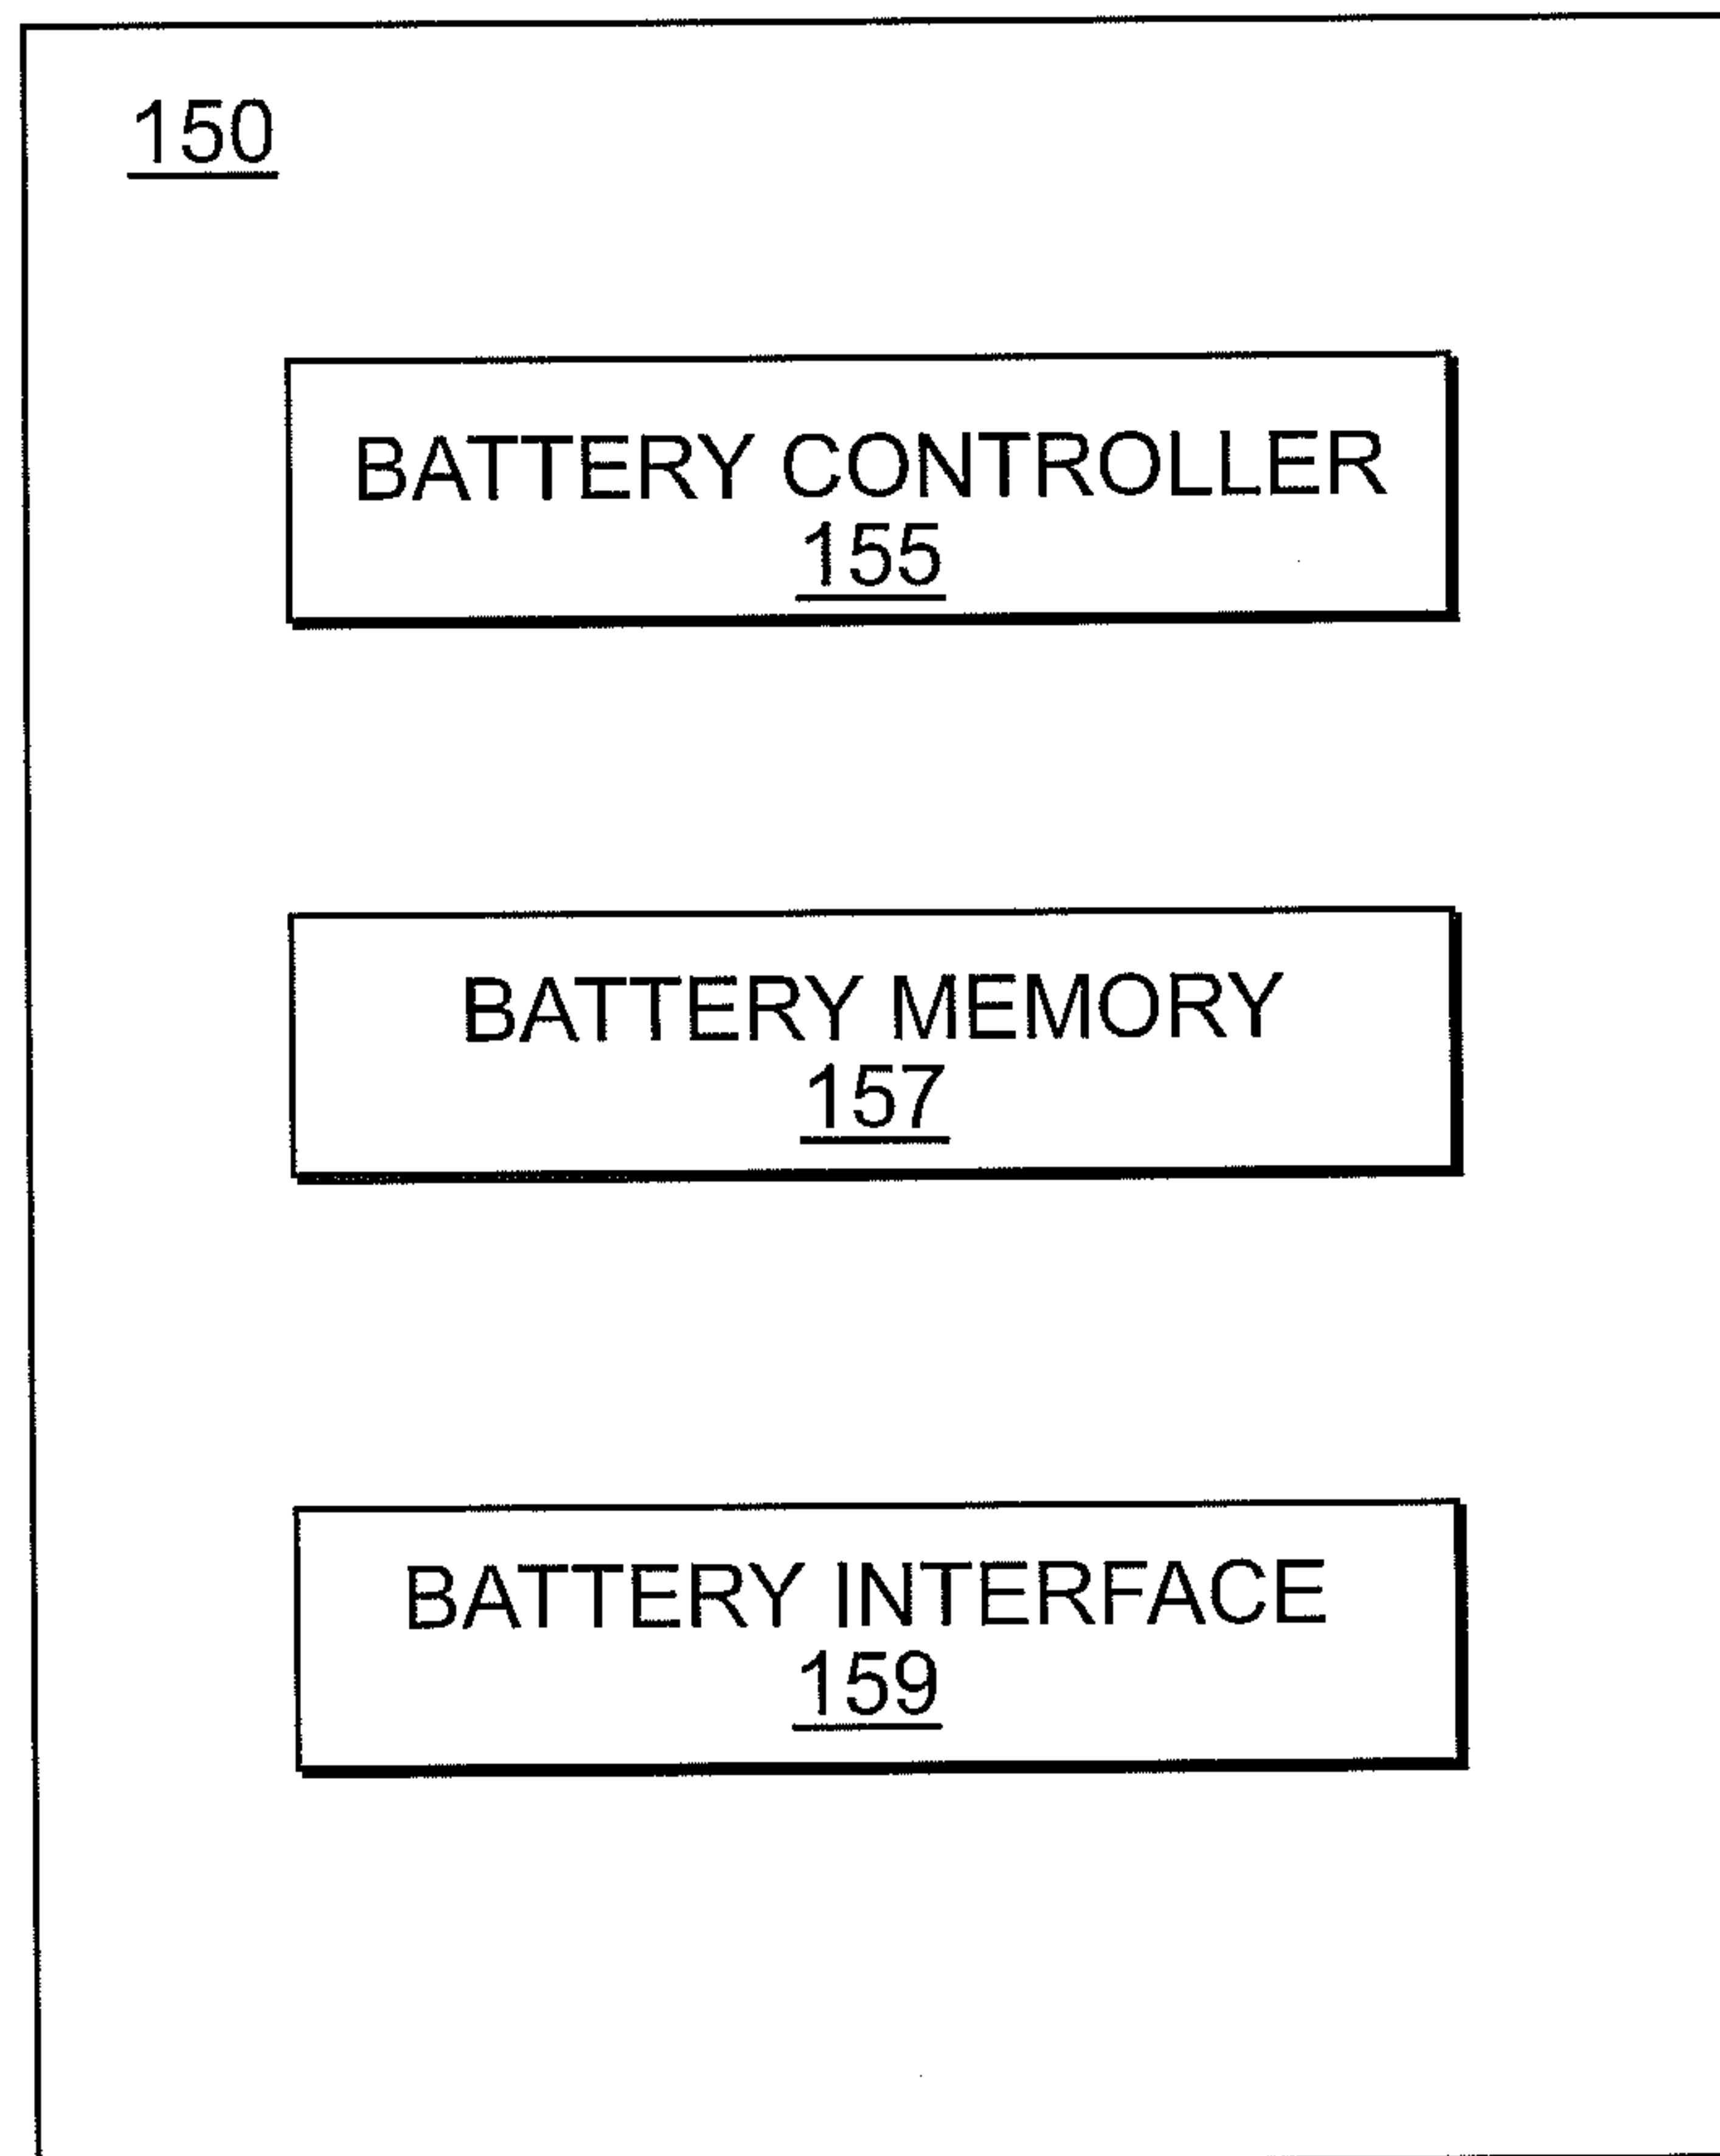 150
BATTERY CONTROLLER
155
BATTERY MEMORY
157
BATTERY INTERFACE
159